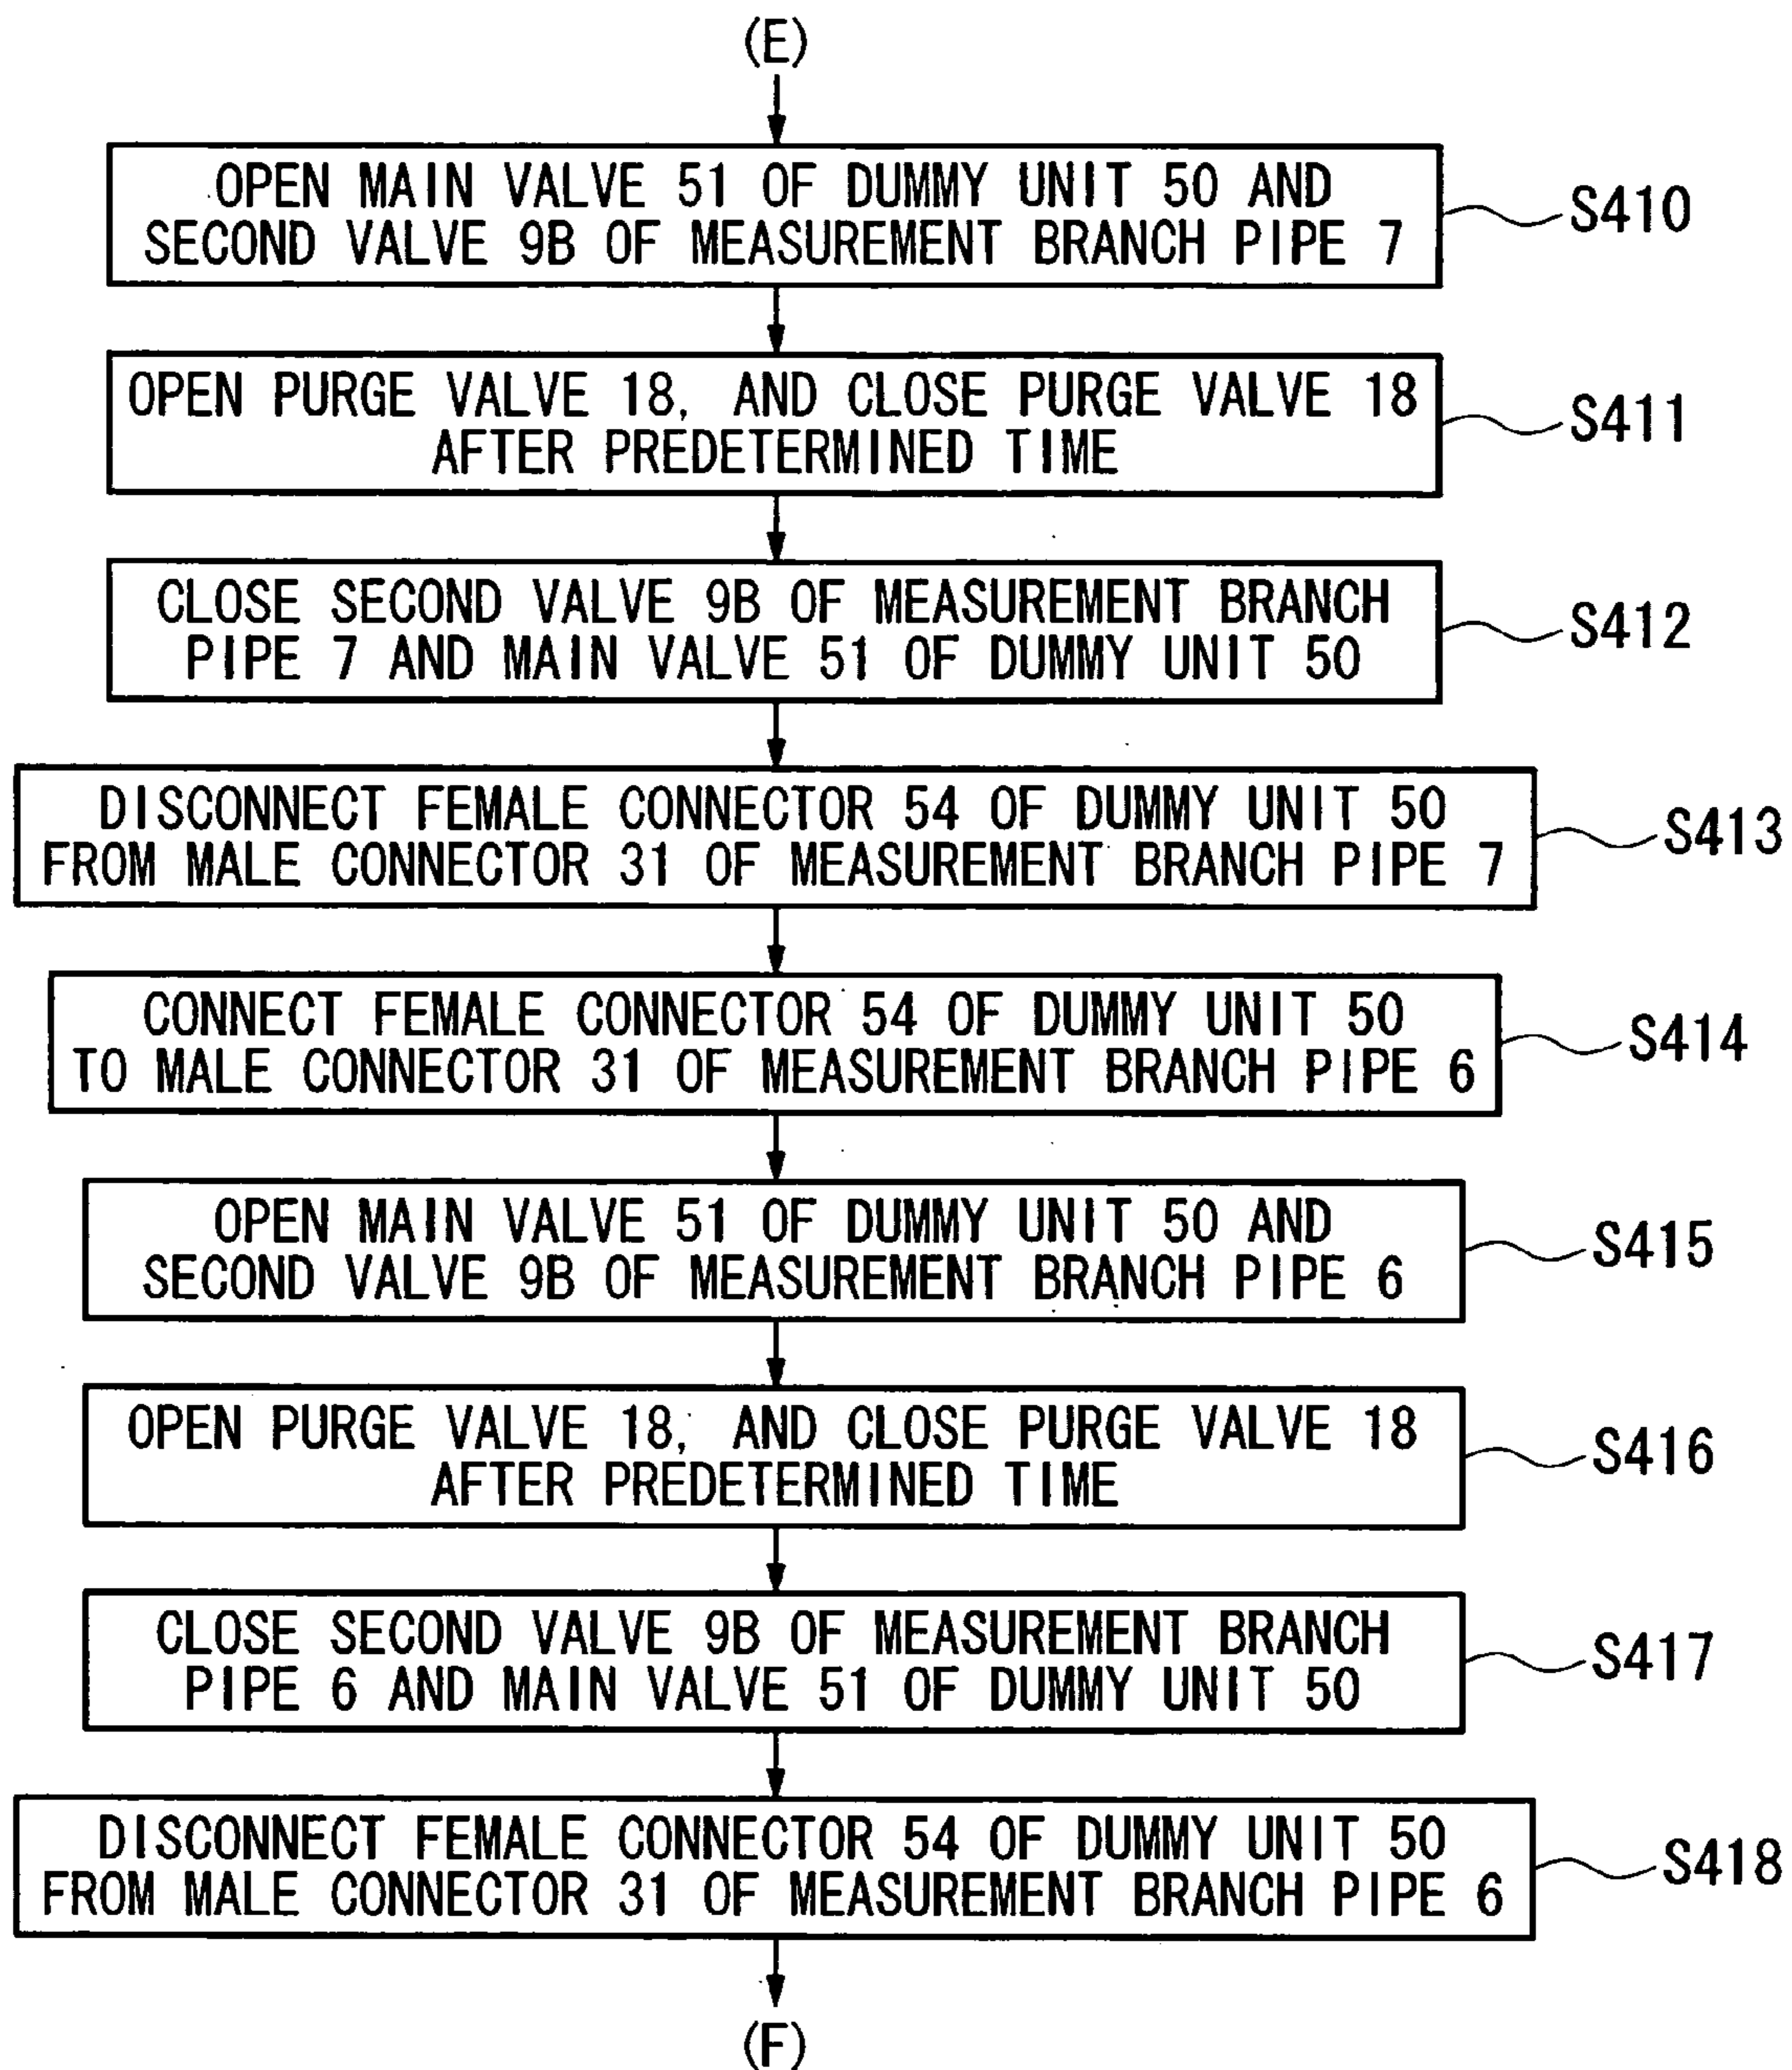 (E)
OPEN MAIN VALVE 51 OF DUMMY UNIT 50 AND
SECOND VALVE 9B OF MEASUREMENT BRANCH PIPE 7
S410
OPEN PURGE VALVE 18, AND CLOSE PURGE VALVE 18
AFTER PREDETERMINED TIME
S411
CLOSE SECOND VALVE 9B OF MEASUREMENT BRANCH
PIPE 7 AND MAIN VALVE 51 OF DUMMY UNIT 50
S412
DISCONNECT FEMALE CONNECTOR 54 OF DUMMY UNIT 50
FROM MALE CONNECTOR 31 OF MEASUREMENT BRANCH PIPE 7
S413
CONNECT FEMALE CONNECTOR 54 OF DUMMY UNIT 50
TO MALE CONNECTOR 31 OF MEASUREMENT BRANCH PIPE 6
S414
OPEN MAIN VALVE 51 OF DUMMY UNIT 50 AND
SECOND VALVE 9B OF MEASUREMENT BRANCH PIPE 6
S415
OPEN PURGE VALVE 18, AND CLOSE PURGE VALVE 18
AFTER PREDETERMINED TIME
S416
CLOSE SECOND VALVE 9B OF MEASUREMENT BRANCH
PIPE 6 AND MAIN VALVE 51 OF DUMMY UNIT 50
S417
DISCONNECT FEMALE CONNECTOR 54 OF DUMMY UNIT 50
FROM MALE CONNECTOR 31 OF MEASUREMENT BRANCH PIPE 6
S418
(F)